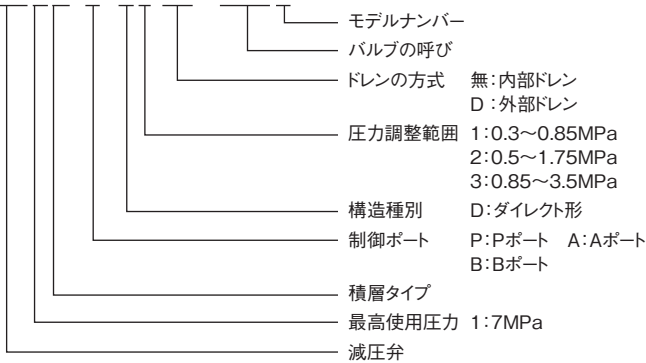 モデルナンバー
バルブの呼び
ドレンの方式　無：内部ドレン
D：外部ドレン
圧力調整範囲　1：0.3～0.85MPa
2：0.5～1.75MPa
3：0.85～3.5MPa
構造種別　D：ダイレクト形
制御ポート　P：Pポート　A：Aポート
B：Bポート
積層タイプ
最高使用圧力　1：7MPa
減圧弁